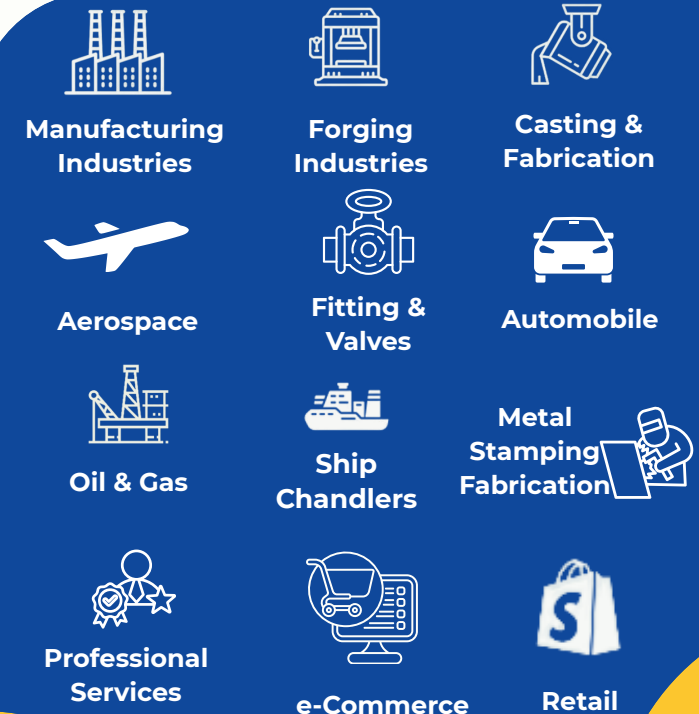 Manufacturing
Industries
Forging
Industries
Casting &
Fabrication
Aerospace
Fitting &
Valves
Automobile
Oil & Gas
Ship
Chandlers
Metal
Stamping
Fabrication
Professional
Services
e-Commerce
S
Retail